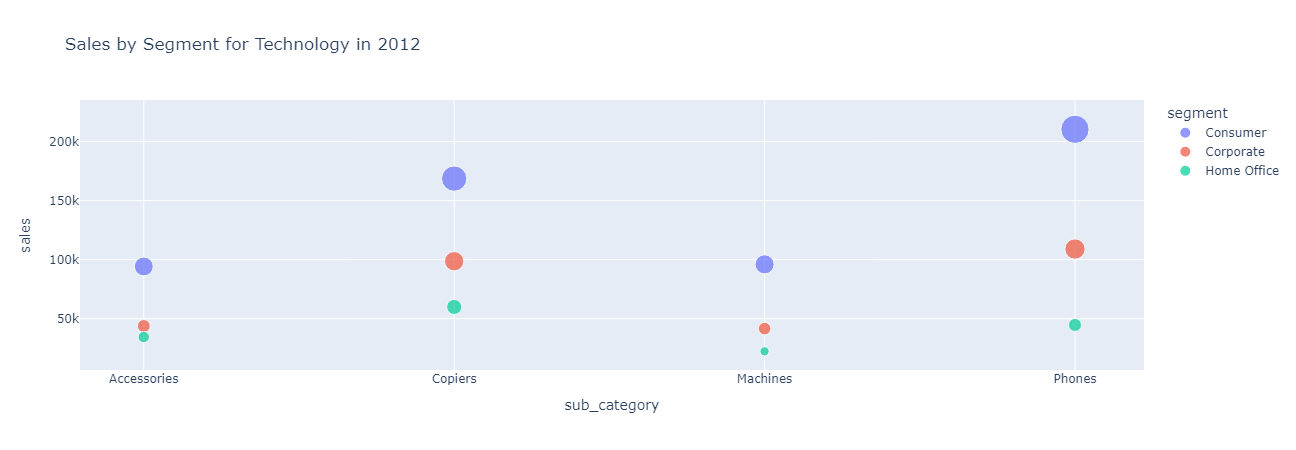 Sales by Segment for Technology in 2012
segment
Consumer
Corporate
Home Office
sales
200k
150k
100k
50k
Accessories Copiers Machines Phones
sub_category